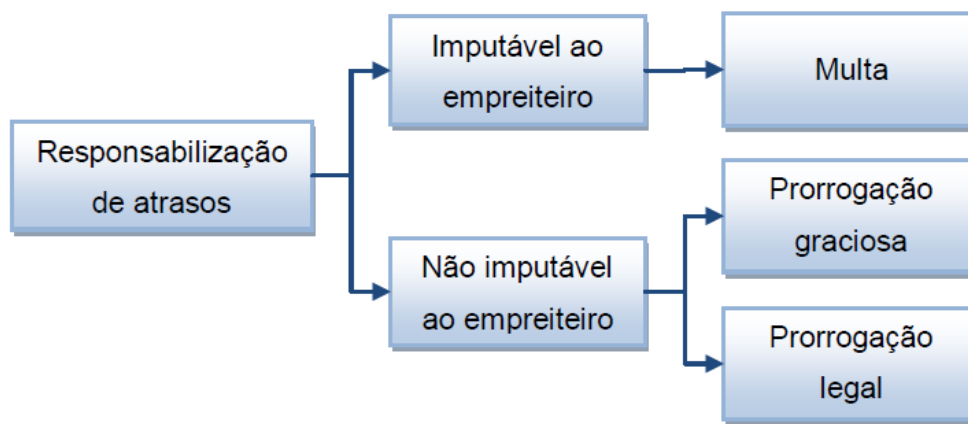 Responsabilização
de atrasos
Imputável ao
empreiteiro
Multa
Não imputável
ao empreiteiro
Prorrogação
graciosa
Prorrogação
legal